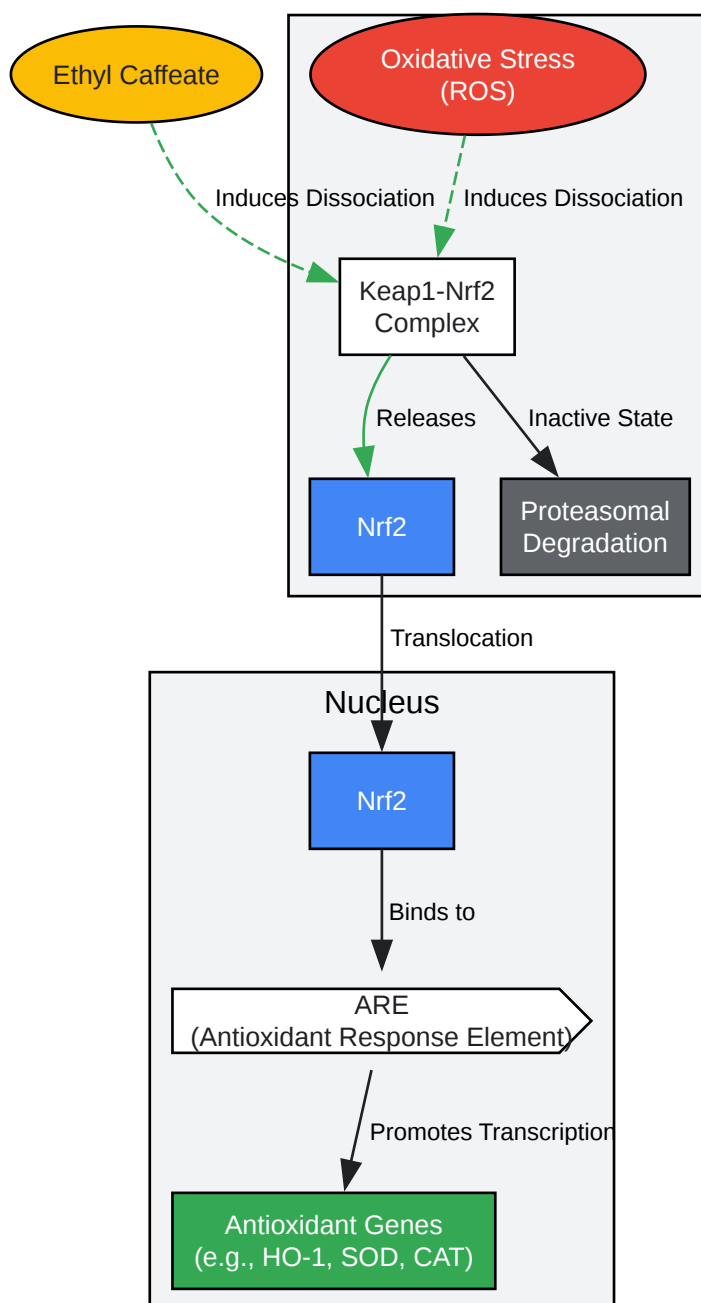 Ethyl Caffeate
Oxidative Stress
(ROS)
Induces Dissociation
Induces Dissociation
Keap1-Nrf2
Complex
Releases
Inactive State
Nrf2
Proteasomal
Degradation
Translocation
Nucleus
Nrf2
Binds to
ARE
(Antioxidant Response Element)
Promotes Transcription
Antioxidant Genes
(e.g., HO-1, SOD, CAT)